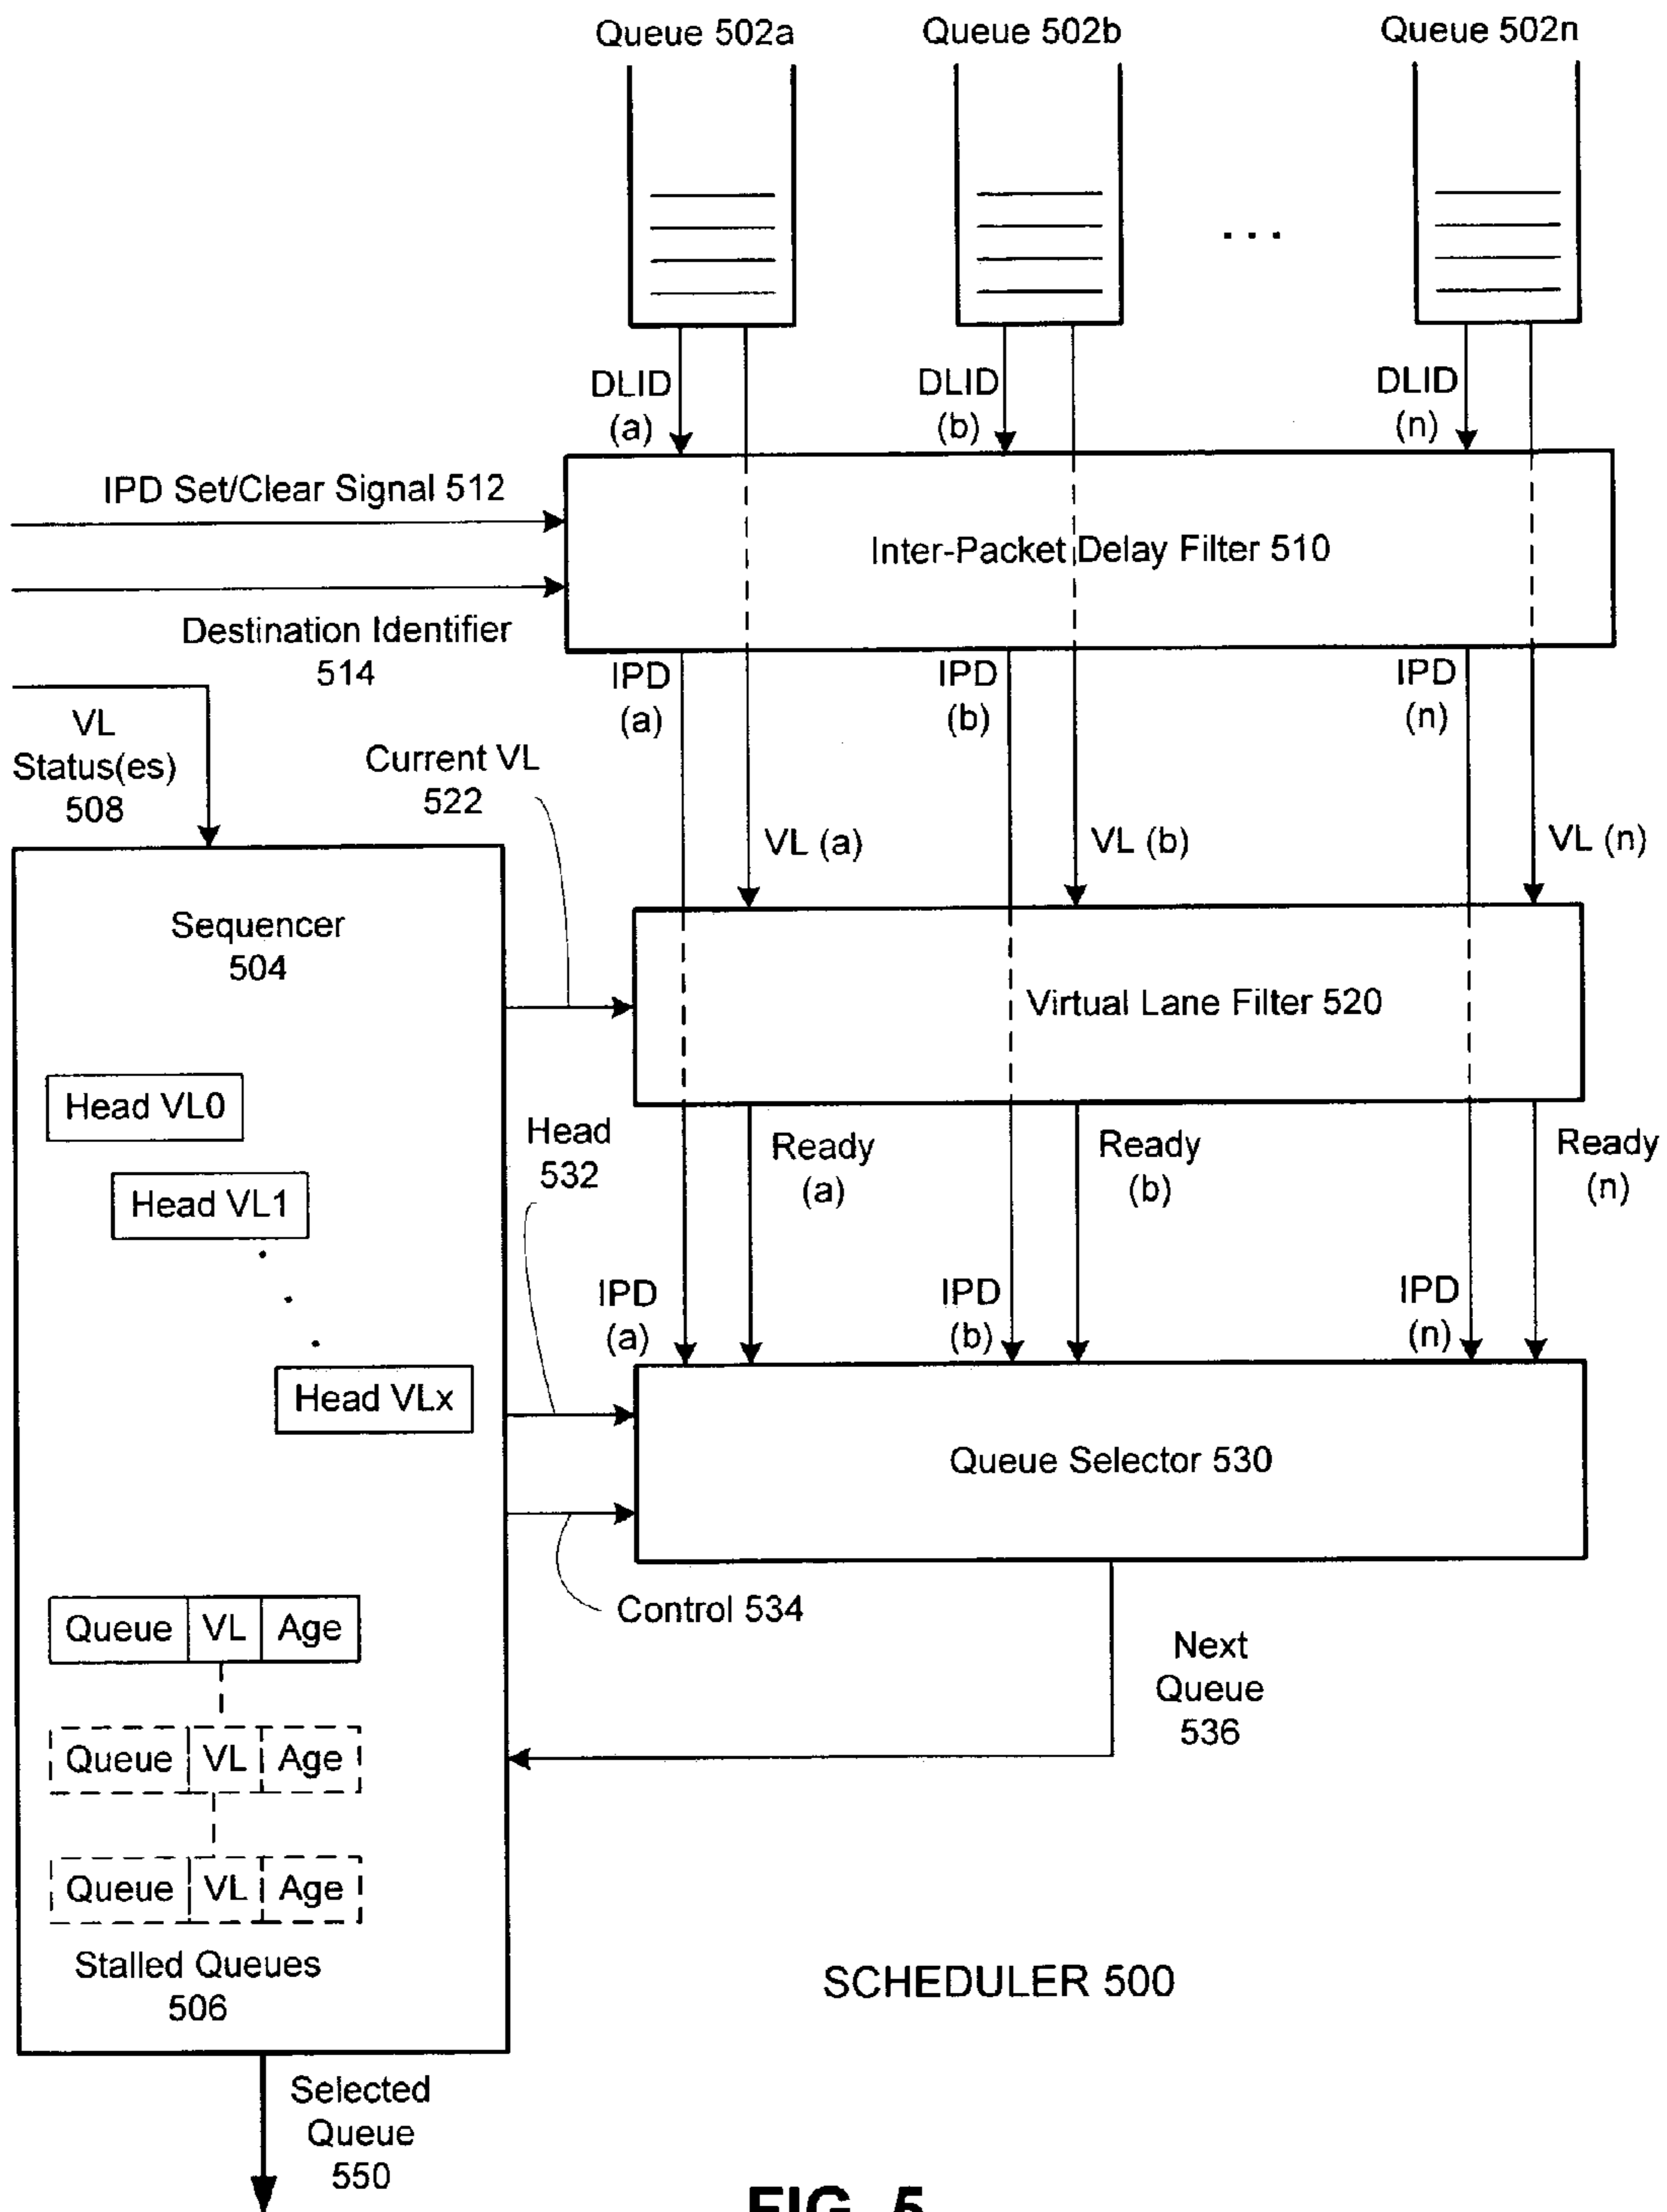 Queue 502a
Queue 502b
Queue 502n
. . .
DLID
(a)
DLID
(b)
DLID
(n)
IPD Set/Clear Signal 512
Inter-Packet Delay Filter 510
Destination Identifier
514
IPD
(a)
IPD
(b)
IPD
(n)
VL
Status(es)
508
Current VL
522
VL (a)
VL (b)
VL (n)
Sequencer
504
Virtual Lane Filter 520
Head VL0
Head VL1
Head VLx
Head
532
Ready
(a)
Ready
(b)
Ready
(n)
IPD
(a)
IPD
(b)
IPD
(n)
Queue Selector 530
Control 534
Queue VL Age
Queue VL Age
Queue VL Age
Stalled Queues
506
Next
Queue
536
SCHEDULER 500
Selected
Queue
550
FIG. 5